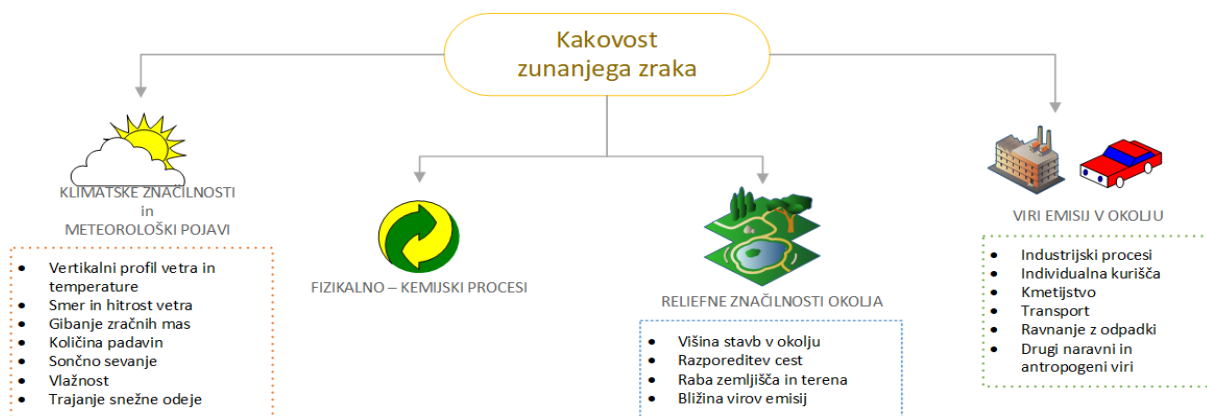 Kakovost
zunanjega zraka
KLIMATSKE ZNAČILNOSTI
in
METEOROLOŠKI POJAVI
• Vertikalni profil vetra in
temperature
• Smer in hitrost vetra
• Gibanje zračnih mas
• Količina padavin
• Sončno sevanje
• Vlažnost
• Trajanje snežne odeje
FIZIKALNO – KEMIJSKI PROCESI
RELIEFNE ZNAČILNOSTI OKOLJA
• Višina stavb v okolju
• Razporeditev cest
• Raba zemljišča in terena
• Bližina virov emisij
VIRI EMISIJ V OKOLJU
• Industrijski procesi
• Individualna kurišča
• Kmetijstvo
• Transport
• Ravnanje z odpadki
• Drugi naravni in
antropogeni viri